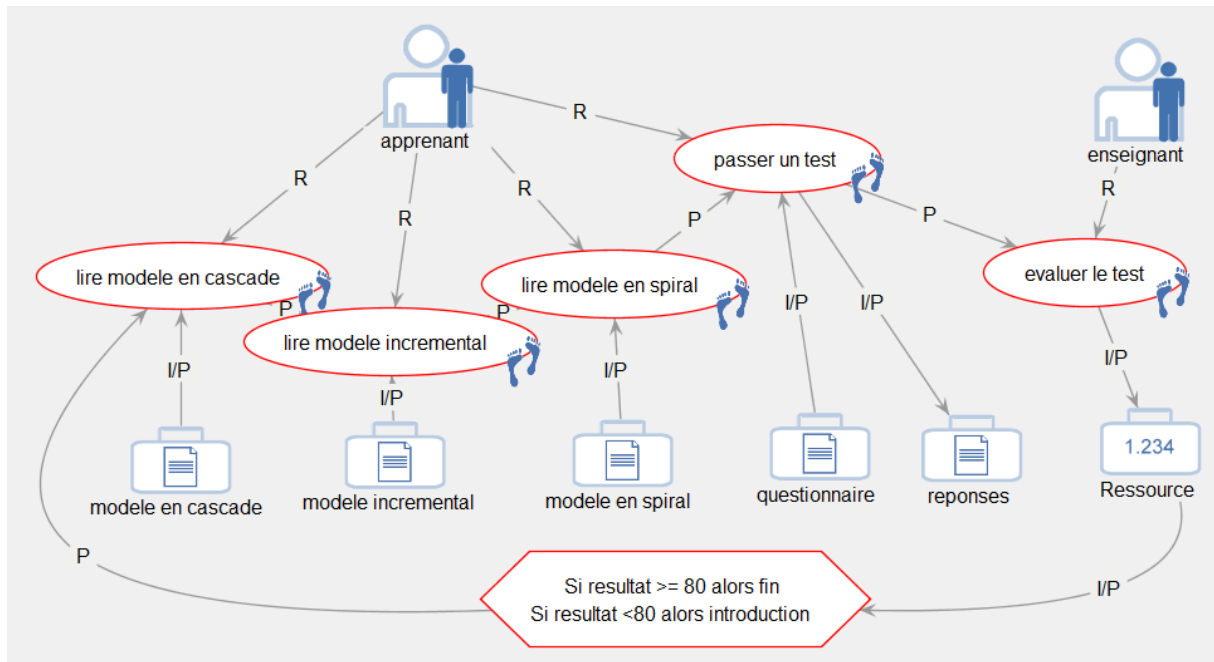 R
apprenant
passer un test
enseignant
R
R
R
P
P
R
lire modele en cascade
lire modele en spiral
evaluer le test
P
P
lire modele incremental
I/P
I/P
I/P
I/P
I/P
I/P
1.234
modele en cascade
modele incremental
modele en spiral
questionnaire
reponses
Ressource
P
Si resultat >= 80 alors fin
Si resultat <80 alors introduction
I/P